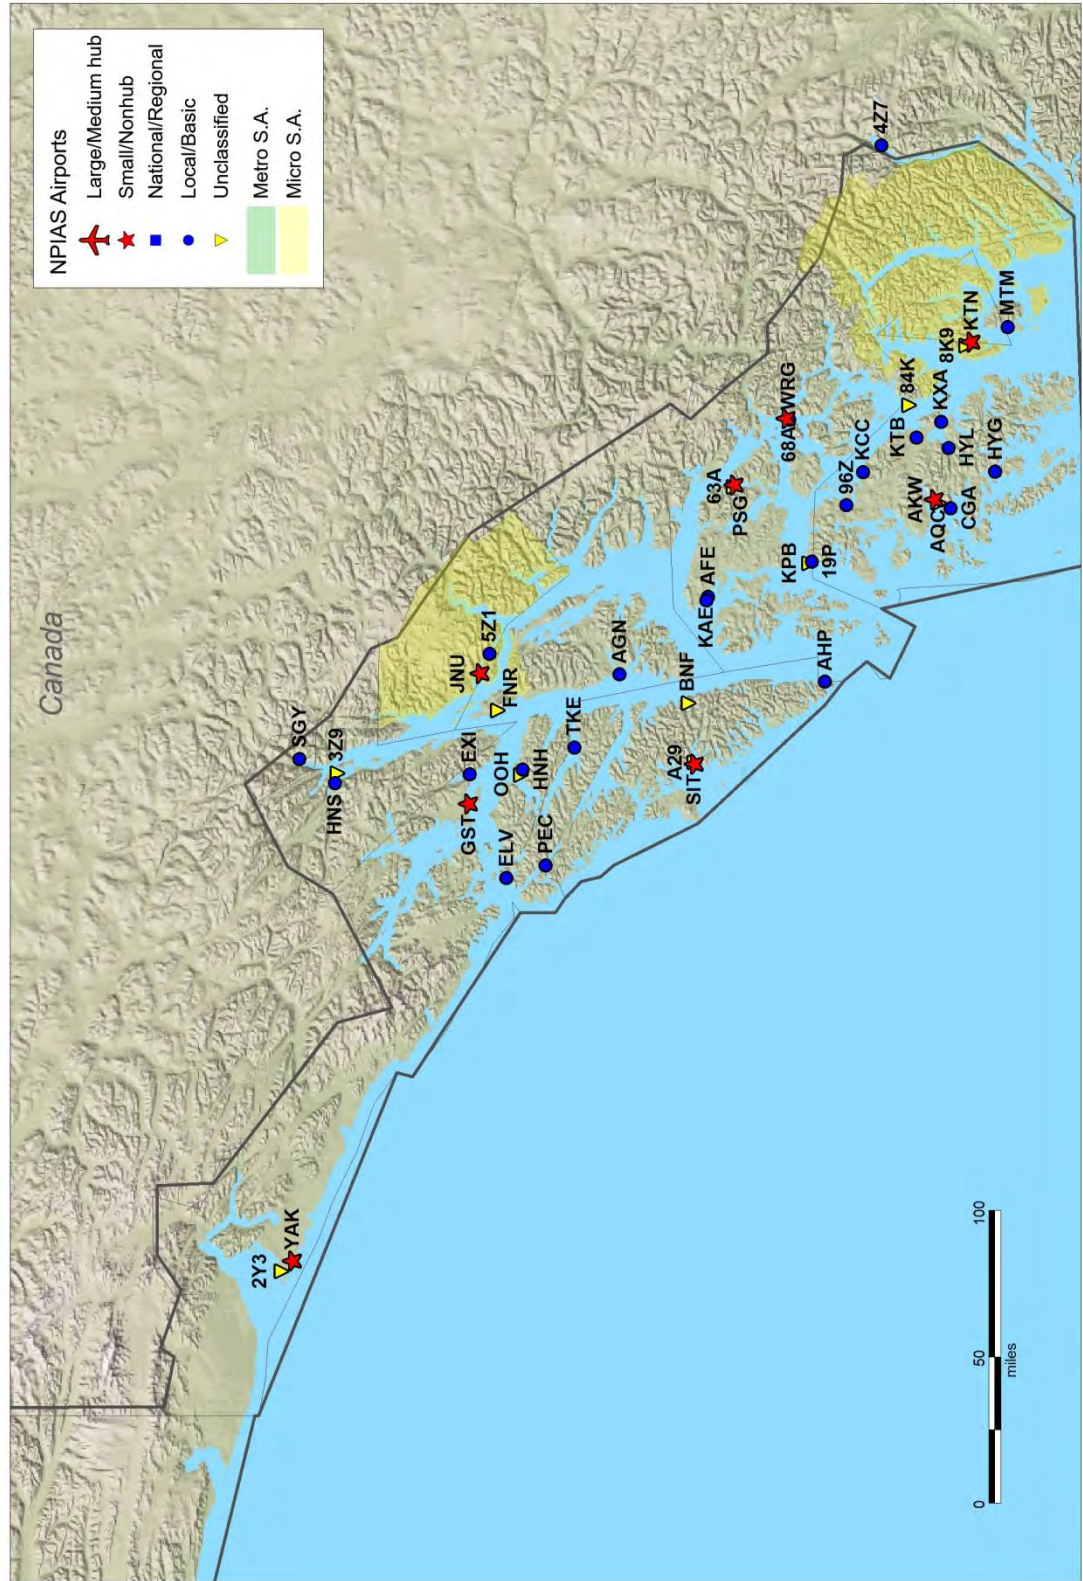 Canada
NPIAS Airports
Large/Medium hub
Small/Nonhub
National/Regional
Local/Basic
Unclassified
Metro S.A.
Micro S.A.
2Y3
YAK
SGY
3Z9
HNS
JNU
5Z1
FNR
EXI
GST
OOH
HNH
ELV
PEC
TKE
AGN
BNF
A29
SIT
AHP
KAE
AFE
63A
PSG
68A
WRG
KPB
19P
96Z
KCC
84K
KTB
KXA
HYL
HYG
AKW
AQC
CGA
8K9
KTN
MTM
4Z7
0
50
100
miles